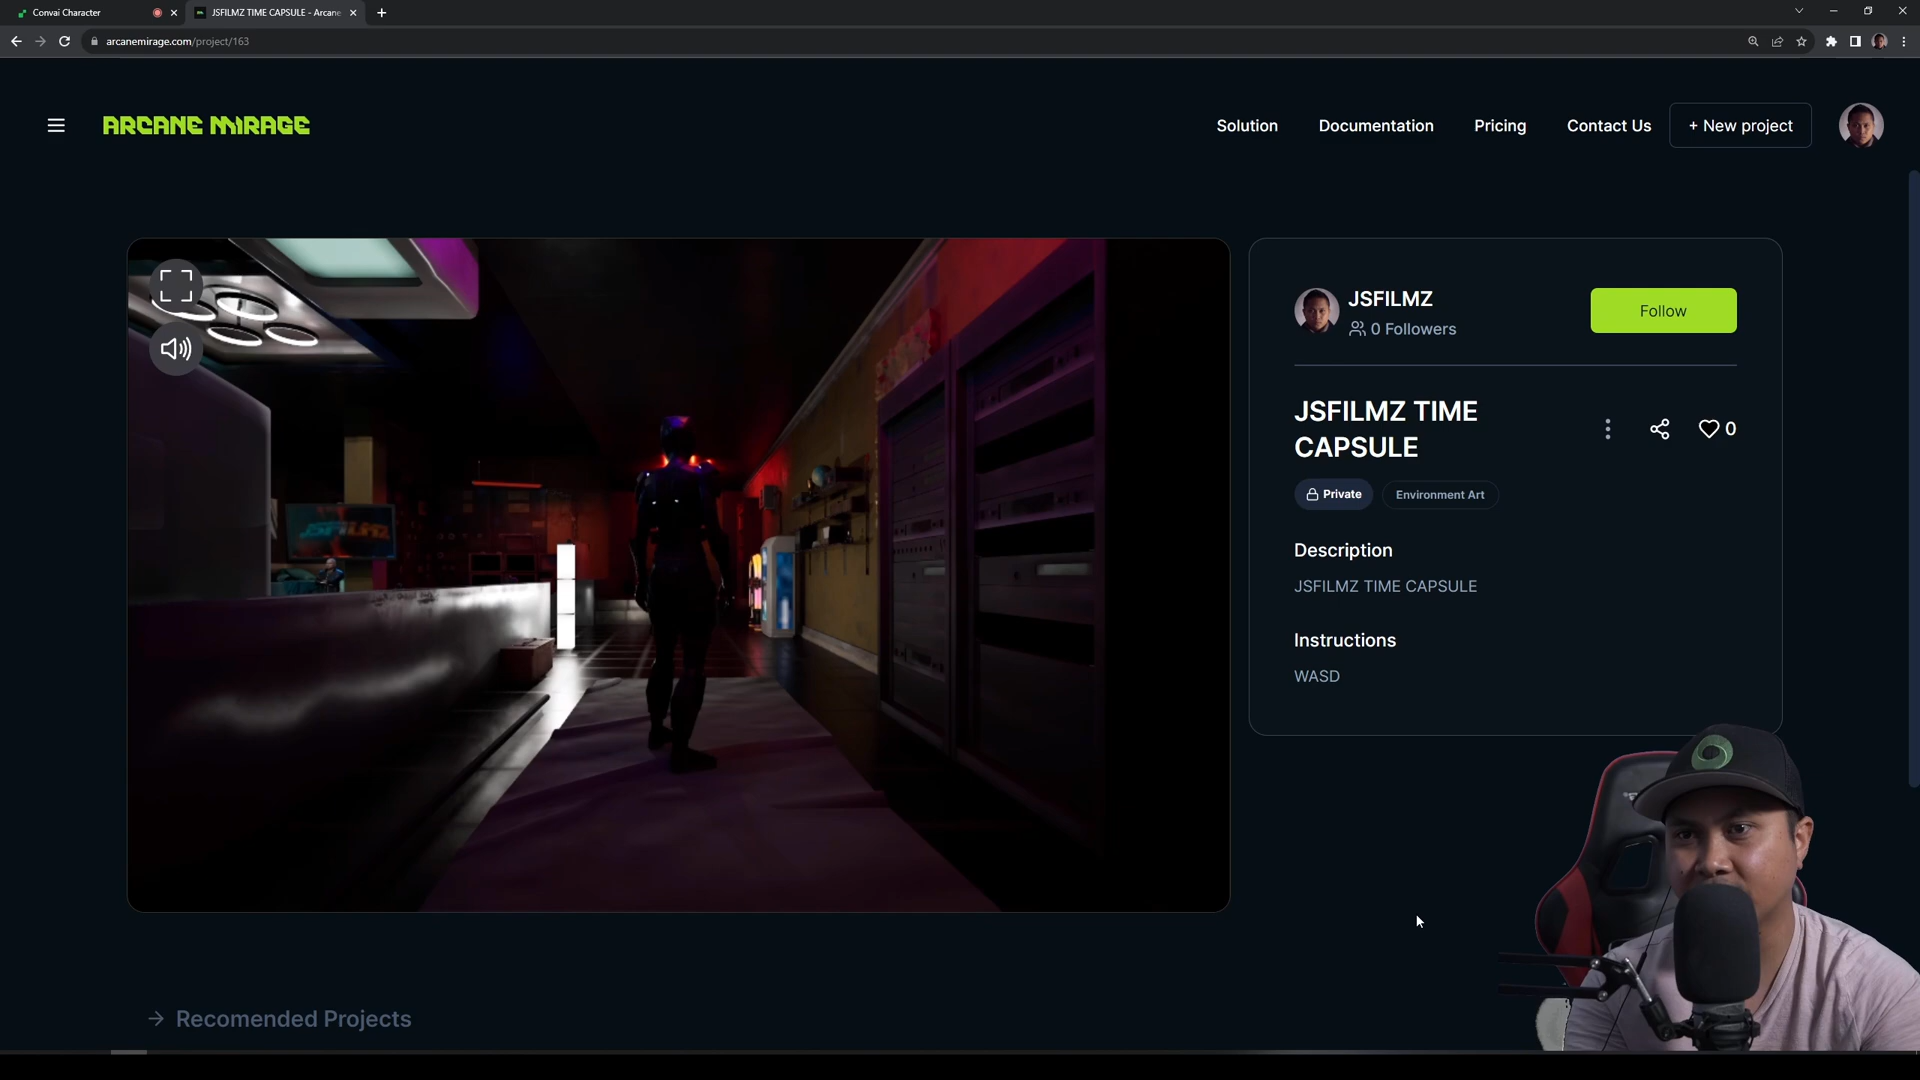 Convai Character
JSFILMZ TIME CAPSULE - Arcane
arcanemirage.com/project/163
ARCANE MIRAGE
Solution
Documentation
Pricing
Contact Us
+ New project
JSFILMZ
0 Followers
Follow
JSFILMZ TIME
CAPSULE
0
Private
Environment Art
Description
JSFILMZ TIME CAPSULE
Instructions
WASD
JSFILMZ
Recomended Projects